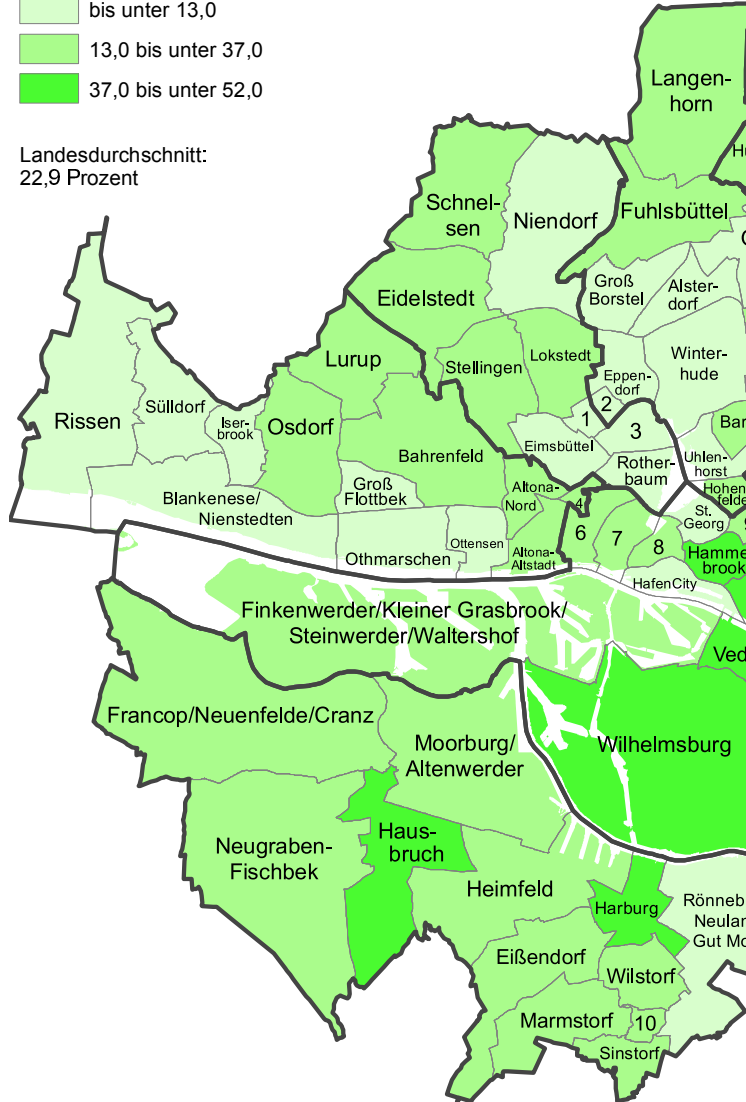 bis unter 13,0
13,0 bis unter 37,0
37,0 bis unter 52,0
Landesdurchschnitt:
22,9 Prozent
Langen-
horn
Schnel-
sen
Niendorf
Fuhlsbüttel
Groß
Borstel
Alster-
dorf
Eidelstedt
Lurup
Stellingen
Lokstedt
Winter-
hude
Eppen-
dorf
Rissen
Sülldorf
Iser-
brook
Osdorf
1
2
3
Eimsbüttel
Bahrenfeld
Rother-
baum
Uhlen-
horst
Groß
Flottbek
Altona-
Nord
4
Hohen-
felde
Blankenese/
Nienstedten
St.
Georg
6
7
8
Othmarschen
Ottensen
Altona-
Altstadt
HafenCity
Finkenwerder/Kleiner Grasbrook/
Steinwerder/Waltershof
Francop/Neuenfelde/Cranz
Moorburg/
Altenwerder
Wilhelmsburg
Neugraben-
Fischbek
Haus-
bruch
Heimfeld
Harburg
Eißendorf
Wilstorf
Marmstorf
10
Sinstorf